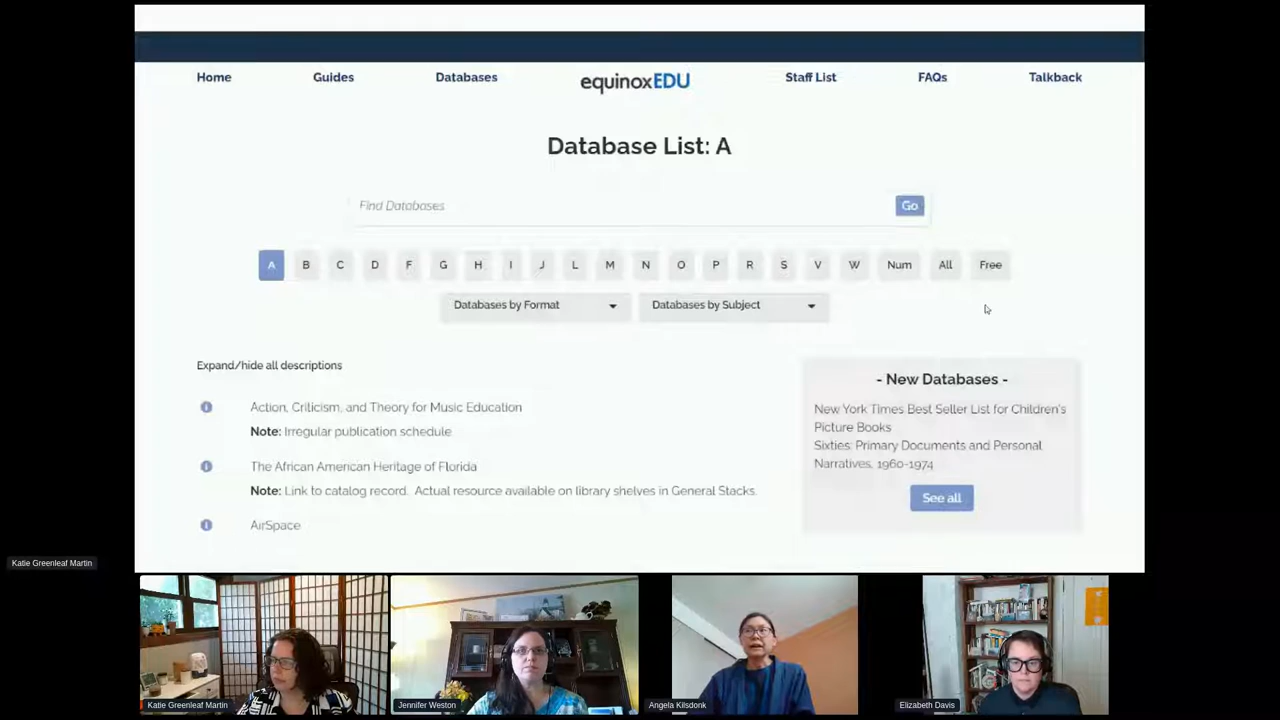 Home Guides Databases equinoxEDU Staff List FAQs Talkback
Database List: A
Find Databases Go
A B C D F G H I J L M N O P R S V W Num All Free
Databases by Format Databases by Subject
Expand/hide all descriptions
Action, Criticism, and Theory for Music Education
Note: Irregular publication schedule
The African American Heritage of Florida
Note: Link to catalog record. Actual resource available on library shelves in General Stacks.
AirSpace
- New Databases -
New York Times Best Seller List for Children's
Picture Books
Sixties: Primary Documents and Personal
Narratives, 1960-1974
See all
Katie Greenleaf Martin
Katie Greenleaf Martin
Jennifer Weston
Angela Kilsdonk
Elizabeth Davis